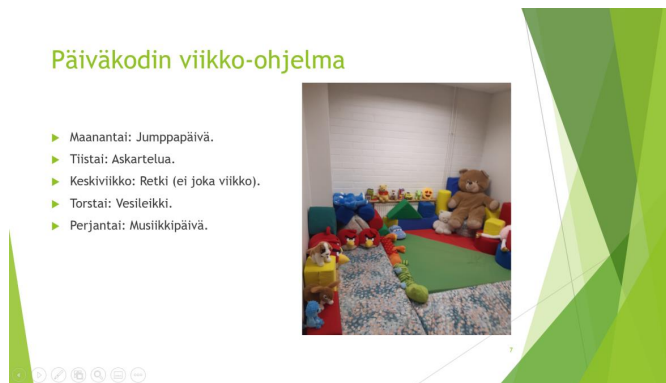 Päiväkodin viikko-ohjelma
Maanantai: Jumppapäivä.
Tiistai: Askartelua.
Keskiviikko: Retki (ei joka viikko).
Torstai: Vesileikki.
Perjantai: Musiikkipäivä.
7